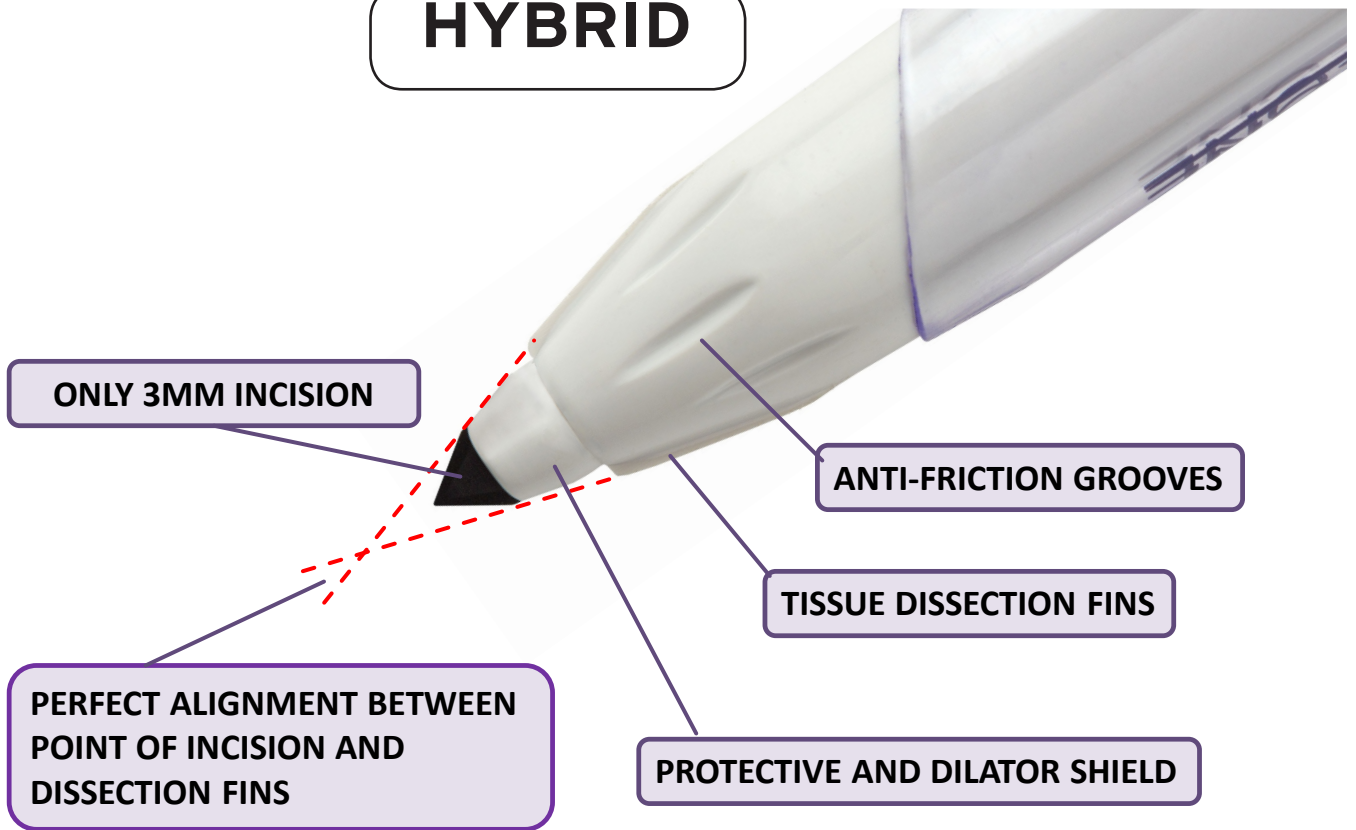 HYBRID
ONLY 3MM INCISION
ANTI-FRICTION GROOVES
TISSUE DISSECTION FINS
PERFECT ALIGNMENT BETWEEN
POINT OF INCISION AND
DISSECTION FINS
PROTECTIVE AND DILATOR SHIELD